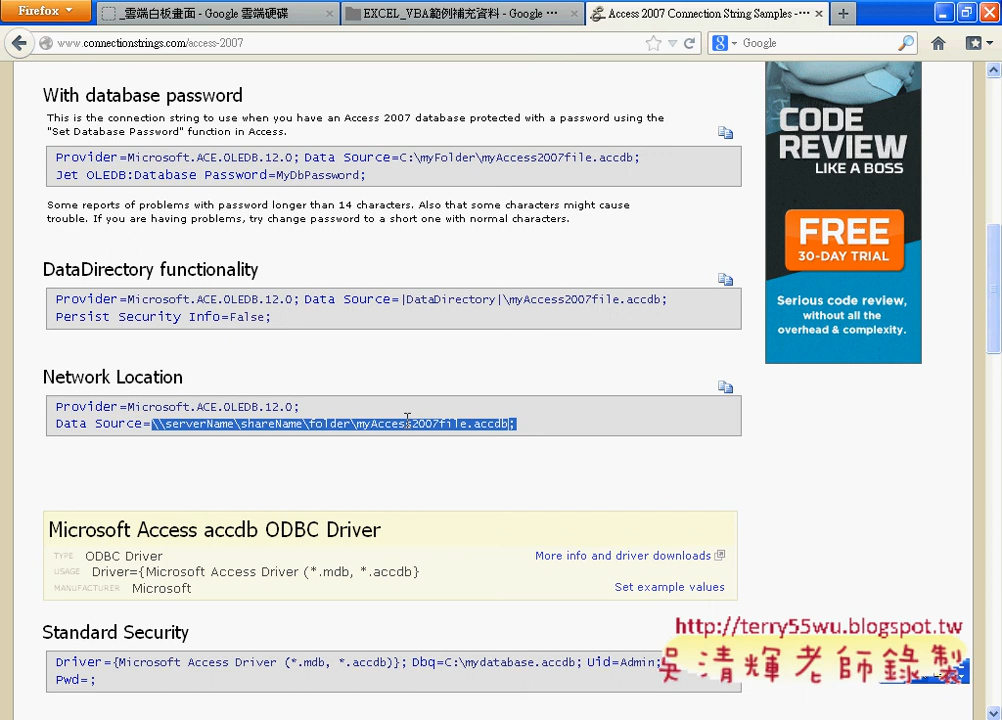 Firefox
_雲端白板畫面 - Google 雲端硬碟
EXCEL_VBA範例補充資料 - Google ...
Access 2007 Connection String Samples - ...
www.connectionstrings.com/access-2007
Google
With database password
This is the connection string to use when you have an Access 2007 database protected with a password using the
"Set Database Password" function in Access.
Provider=Microsoft.ACE.OLEDB.12.0; Data Source=C:\myFolder\myAccess2007file.accdb;
Jet OLEDB:Database Password=MyDbPassword;
Some reports of problems with password longer than 14 characters. Also that some characters might cause
trouble. If you are having problems, try change password to a short one with normal characters.
DataDirectory functionality
Provider=Microsoft.ACE.OLEDB.12.0; Data Source=|DataDirectory|\myAccess2007file.accdb;
Persist Security Info=False;
Network Location
Provider=Microsoft.ACE.OLEDB.12.0;
Data Source=\\serverName\shareName\folder\myAccess2007file.accdb;
Microsoft Access accdb ODBC Driver
TYPE ODBC Driver
More info and driver downloads
USAGE Driver={Microsoft Access Driver (*.mdb, *.accdb)
MANUFACTURER Microsoft
Set example values
Standard Security
Driver={Microsoft Access Driver (*.mdb, *.accdb)}; Dbq=C:\mydatabase.accdb; Uid=Admin;
Pwd=;
CODE
REVIEW
LIKE A BOSS
FREE
30-DAY TRIAL
Serious code review,
without all the
overhead & complexity.
http://terry55wu.blogspot.tw
吳清輝老師錄製